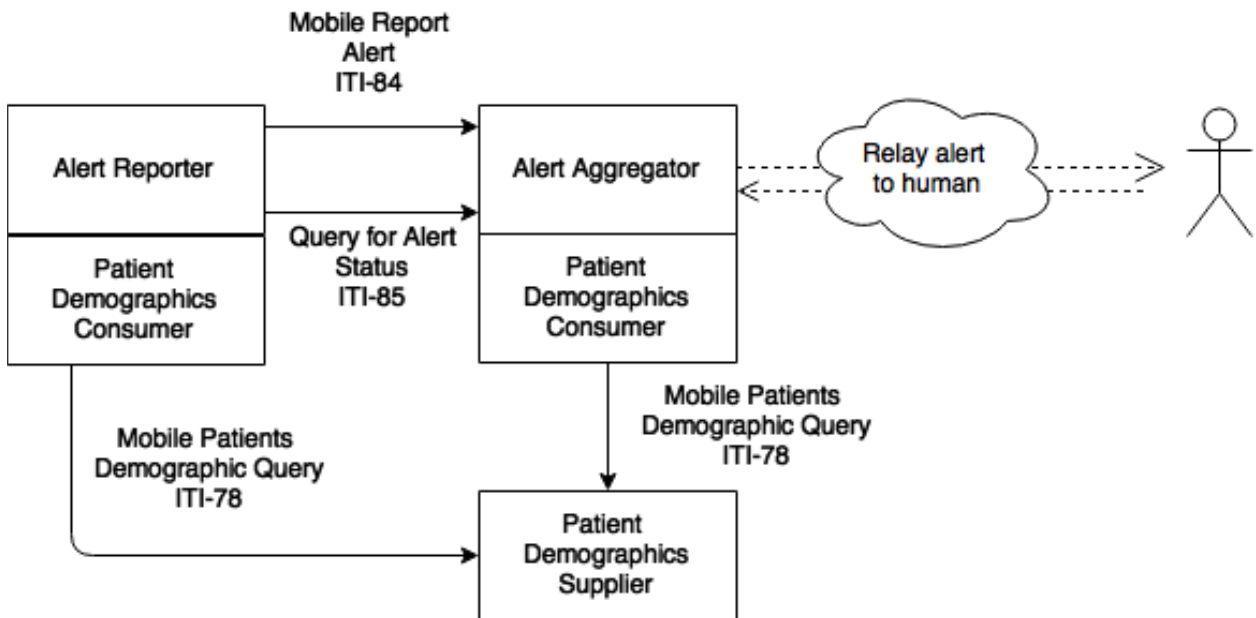 Mobile Report
Alert
ITI-84
Alert Reporter
Alert Aggregator
Relay alert
to human
Query for Alert
Status
ITI-85
Patient
Demographics
Consumer
Patient
Demographics
Consumer
Mobile Patients
Demographic Query
ITI-78
Mobile Patients
Demographic Query
ITI-78
Patient
Demographics
Supplier